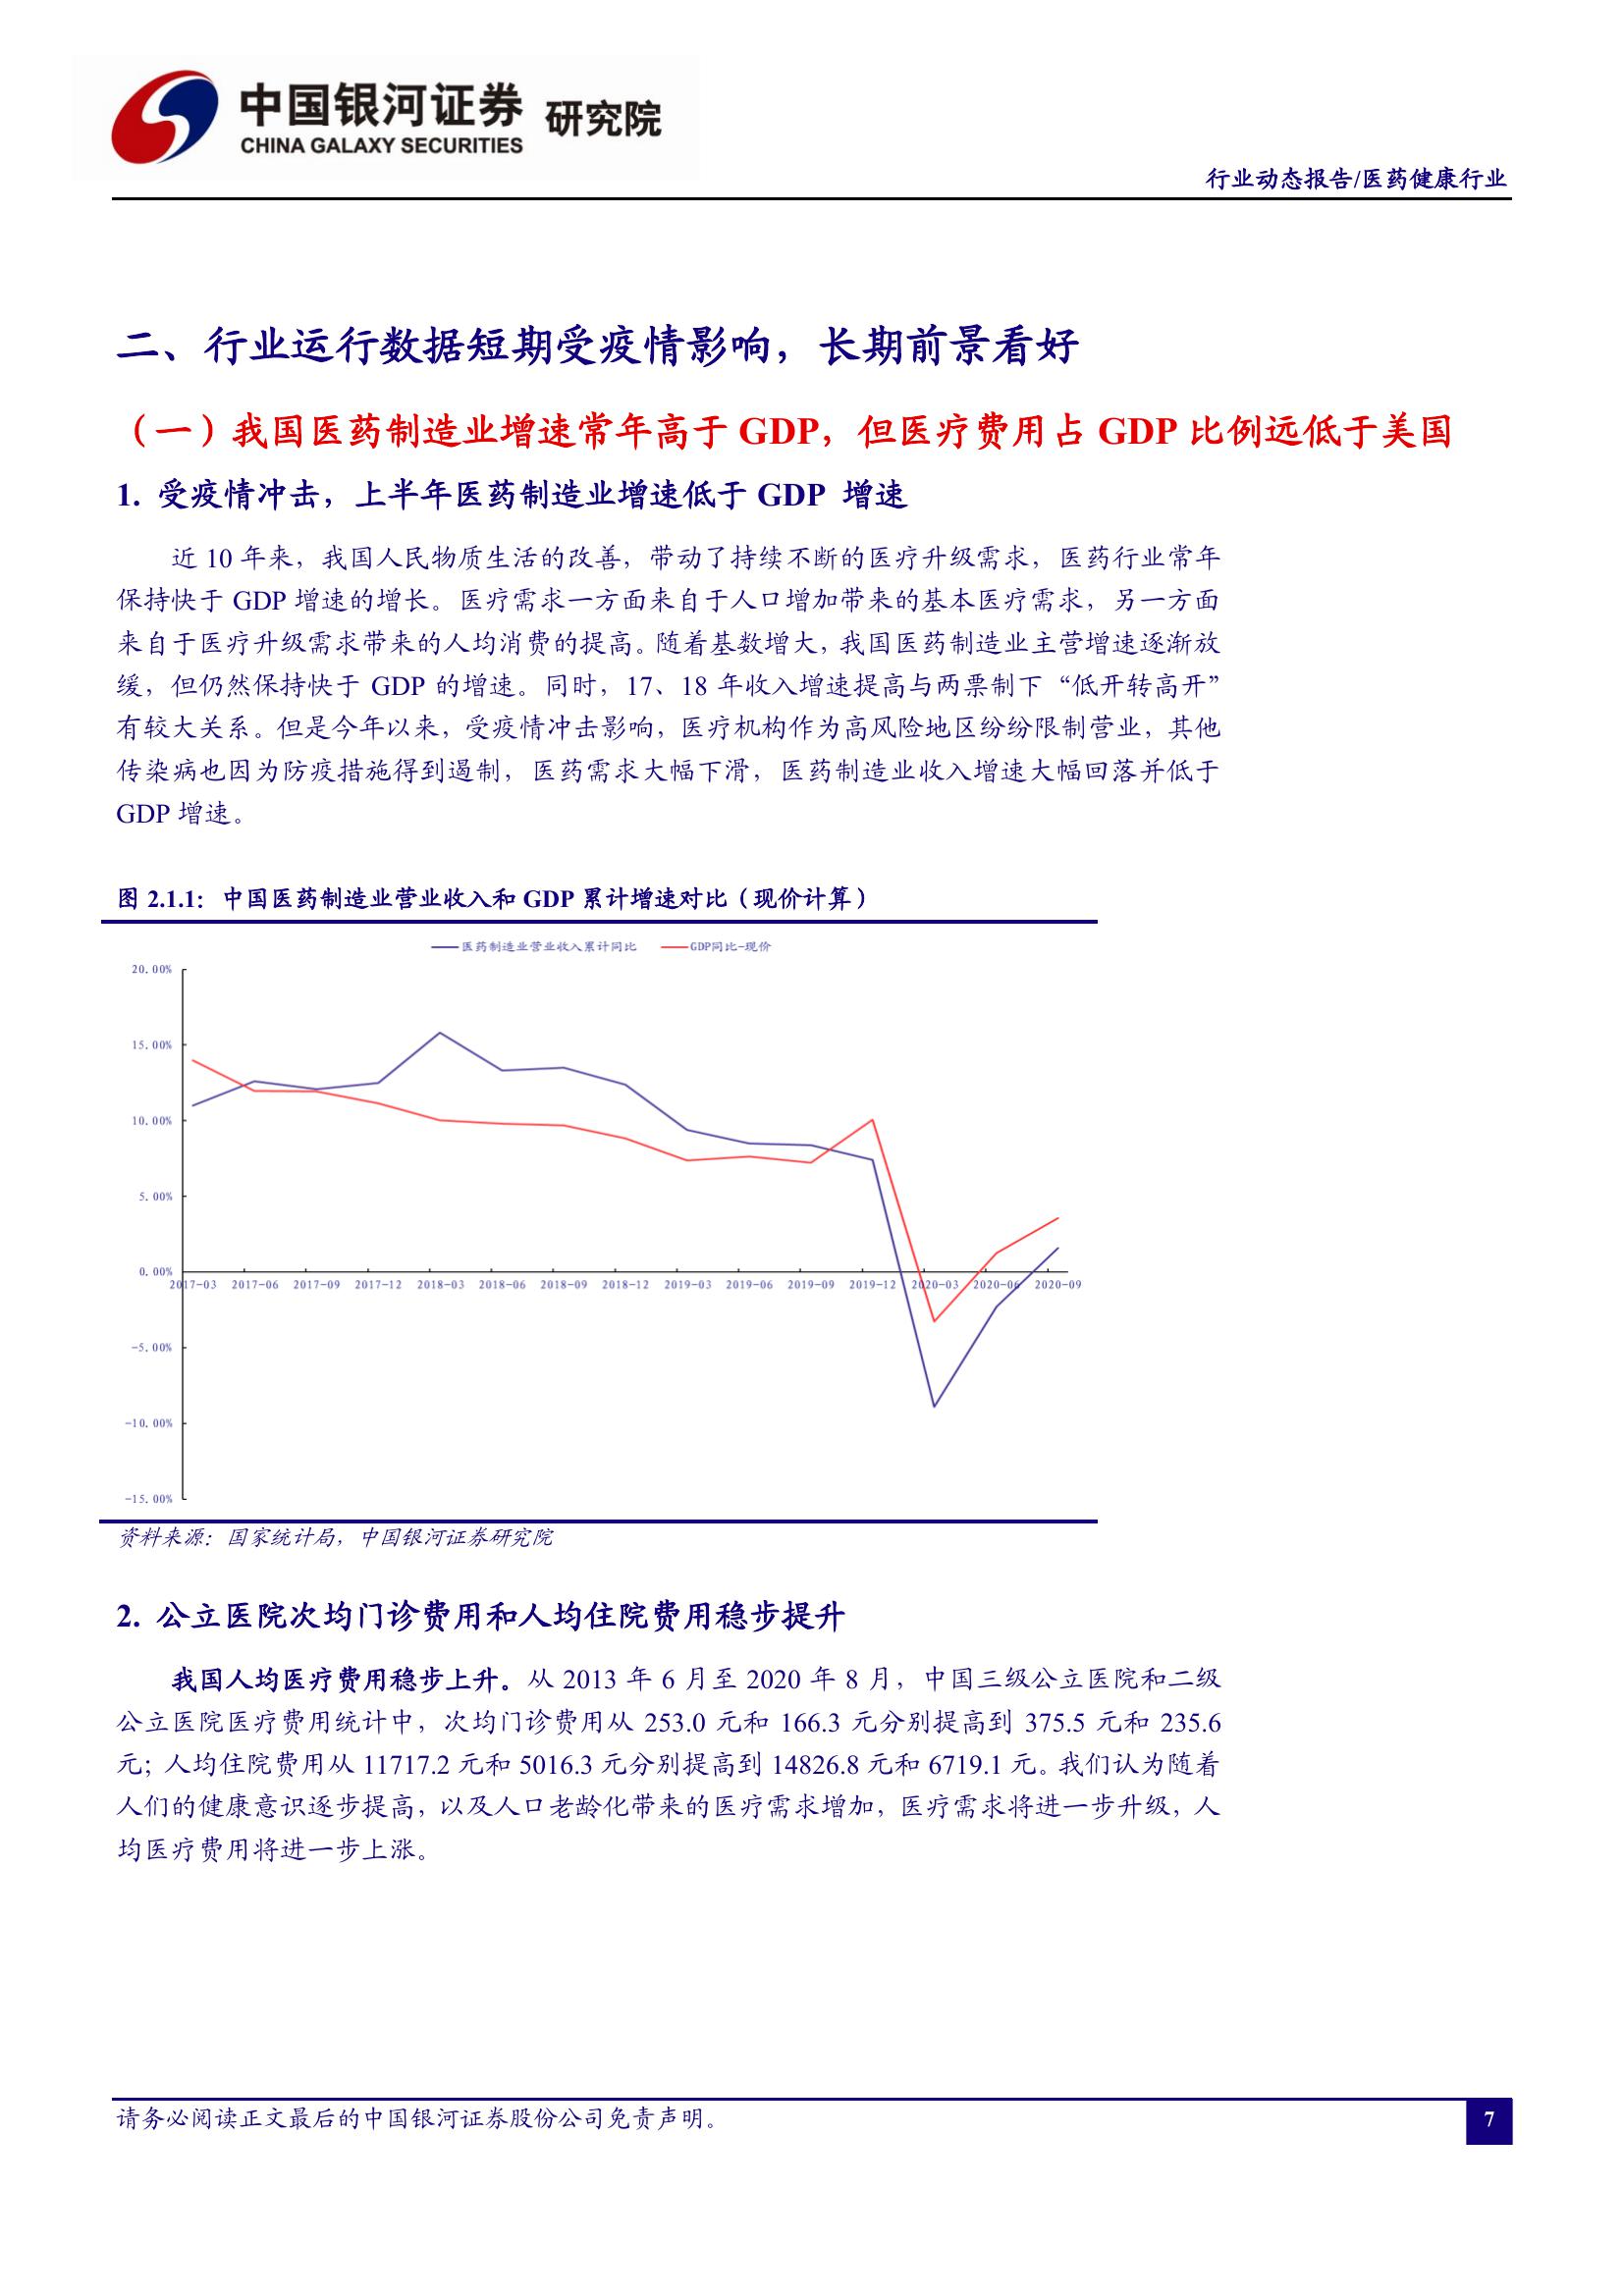 中国银河证券 研究院
CHINA GALAXY SECURITIES
行业动态报告/医药健康行业
二、行业运行数据短期受疫情影响，长期前景看好
（一）我国医药制造业增速常年高于 GDP，但医疗费用占 GDP 比例远低于美国
1. 受疫情冲击，上半年医药制造业增速低于 GDP 增速
近 10 年来，我国人民物质生活的改善，带动了持续不断的医疗升级需求，医药行业常年
保持快于 GDP 增速的增长。医疗需求一方面来自于人口增加带来的基本医疗需求，另一方面
来自于医疗升级需求带来的人均消费的提高。随着基数增大，我国医药制造业主营增速逐渐放
缓，但仍然保持快于 GDP 的增速。同时，17、18 年收入增速提高与两票制下“低开转高开”
有较大关系。但是今年以来，受疫情冲击影响，医疗机构作为高风险地区纷纷限制营业，其他
传染病也因为防疫措施得到遏制，医药需求大幅下滑，医药制造业收入增速大幅回落并低于
GDP 增速。
图 2.1.1：中国医药制造业营业收入和 GDP 累计增速对比（现价计算）
医药制造业营业收入累计同比 GDP同比-现价
20.00%
15.00%
10.00%
5.00%
0.00%
2017-03 2017-06 2017-09 2017-12 2018-03 2018-06 2018-09 2018-12 2019-03 2019-06 2019-09 2019-12 2020-03 2020-06 2020-09
-5.00%
-10.00%
-15.00%
资料来源：国家统计局，中国银河证券研究院
2. 公立医院次均门诊费用和人均住院费用稳步提升
我国人均医疗费用稳步上升。从 2013 年 6 月至 2020 年 8 月，中国三级公立医院和二级
公立医院医疗费用统计中，次均门诊费用从 253.0 元和 166.3 元分别提高到 375.5 元和 235.6
元；人均住院费用从 11717.2 元和 5016.3 元分别提高到 14826.8 元和 6719.1 元。我们认为随着
人们的健康意识逐步提高，以及人口老龄化带来的医疗需求增加，医疗需求将进一步升级，人
均医疗费用将进一步上涨。
请务必阅读正文最后的中国银河证券股份公司免责声明。
7